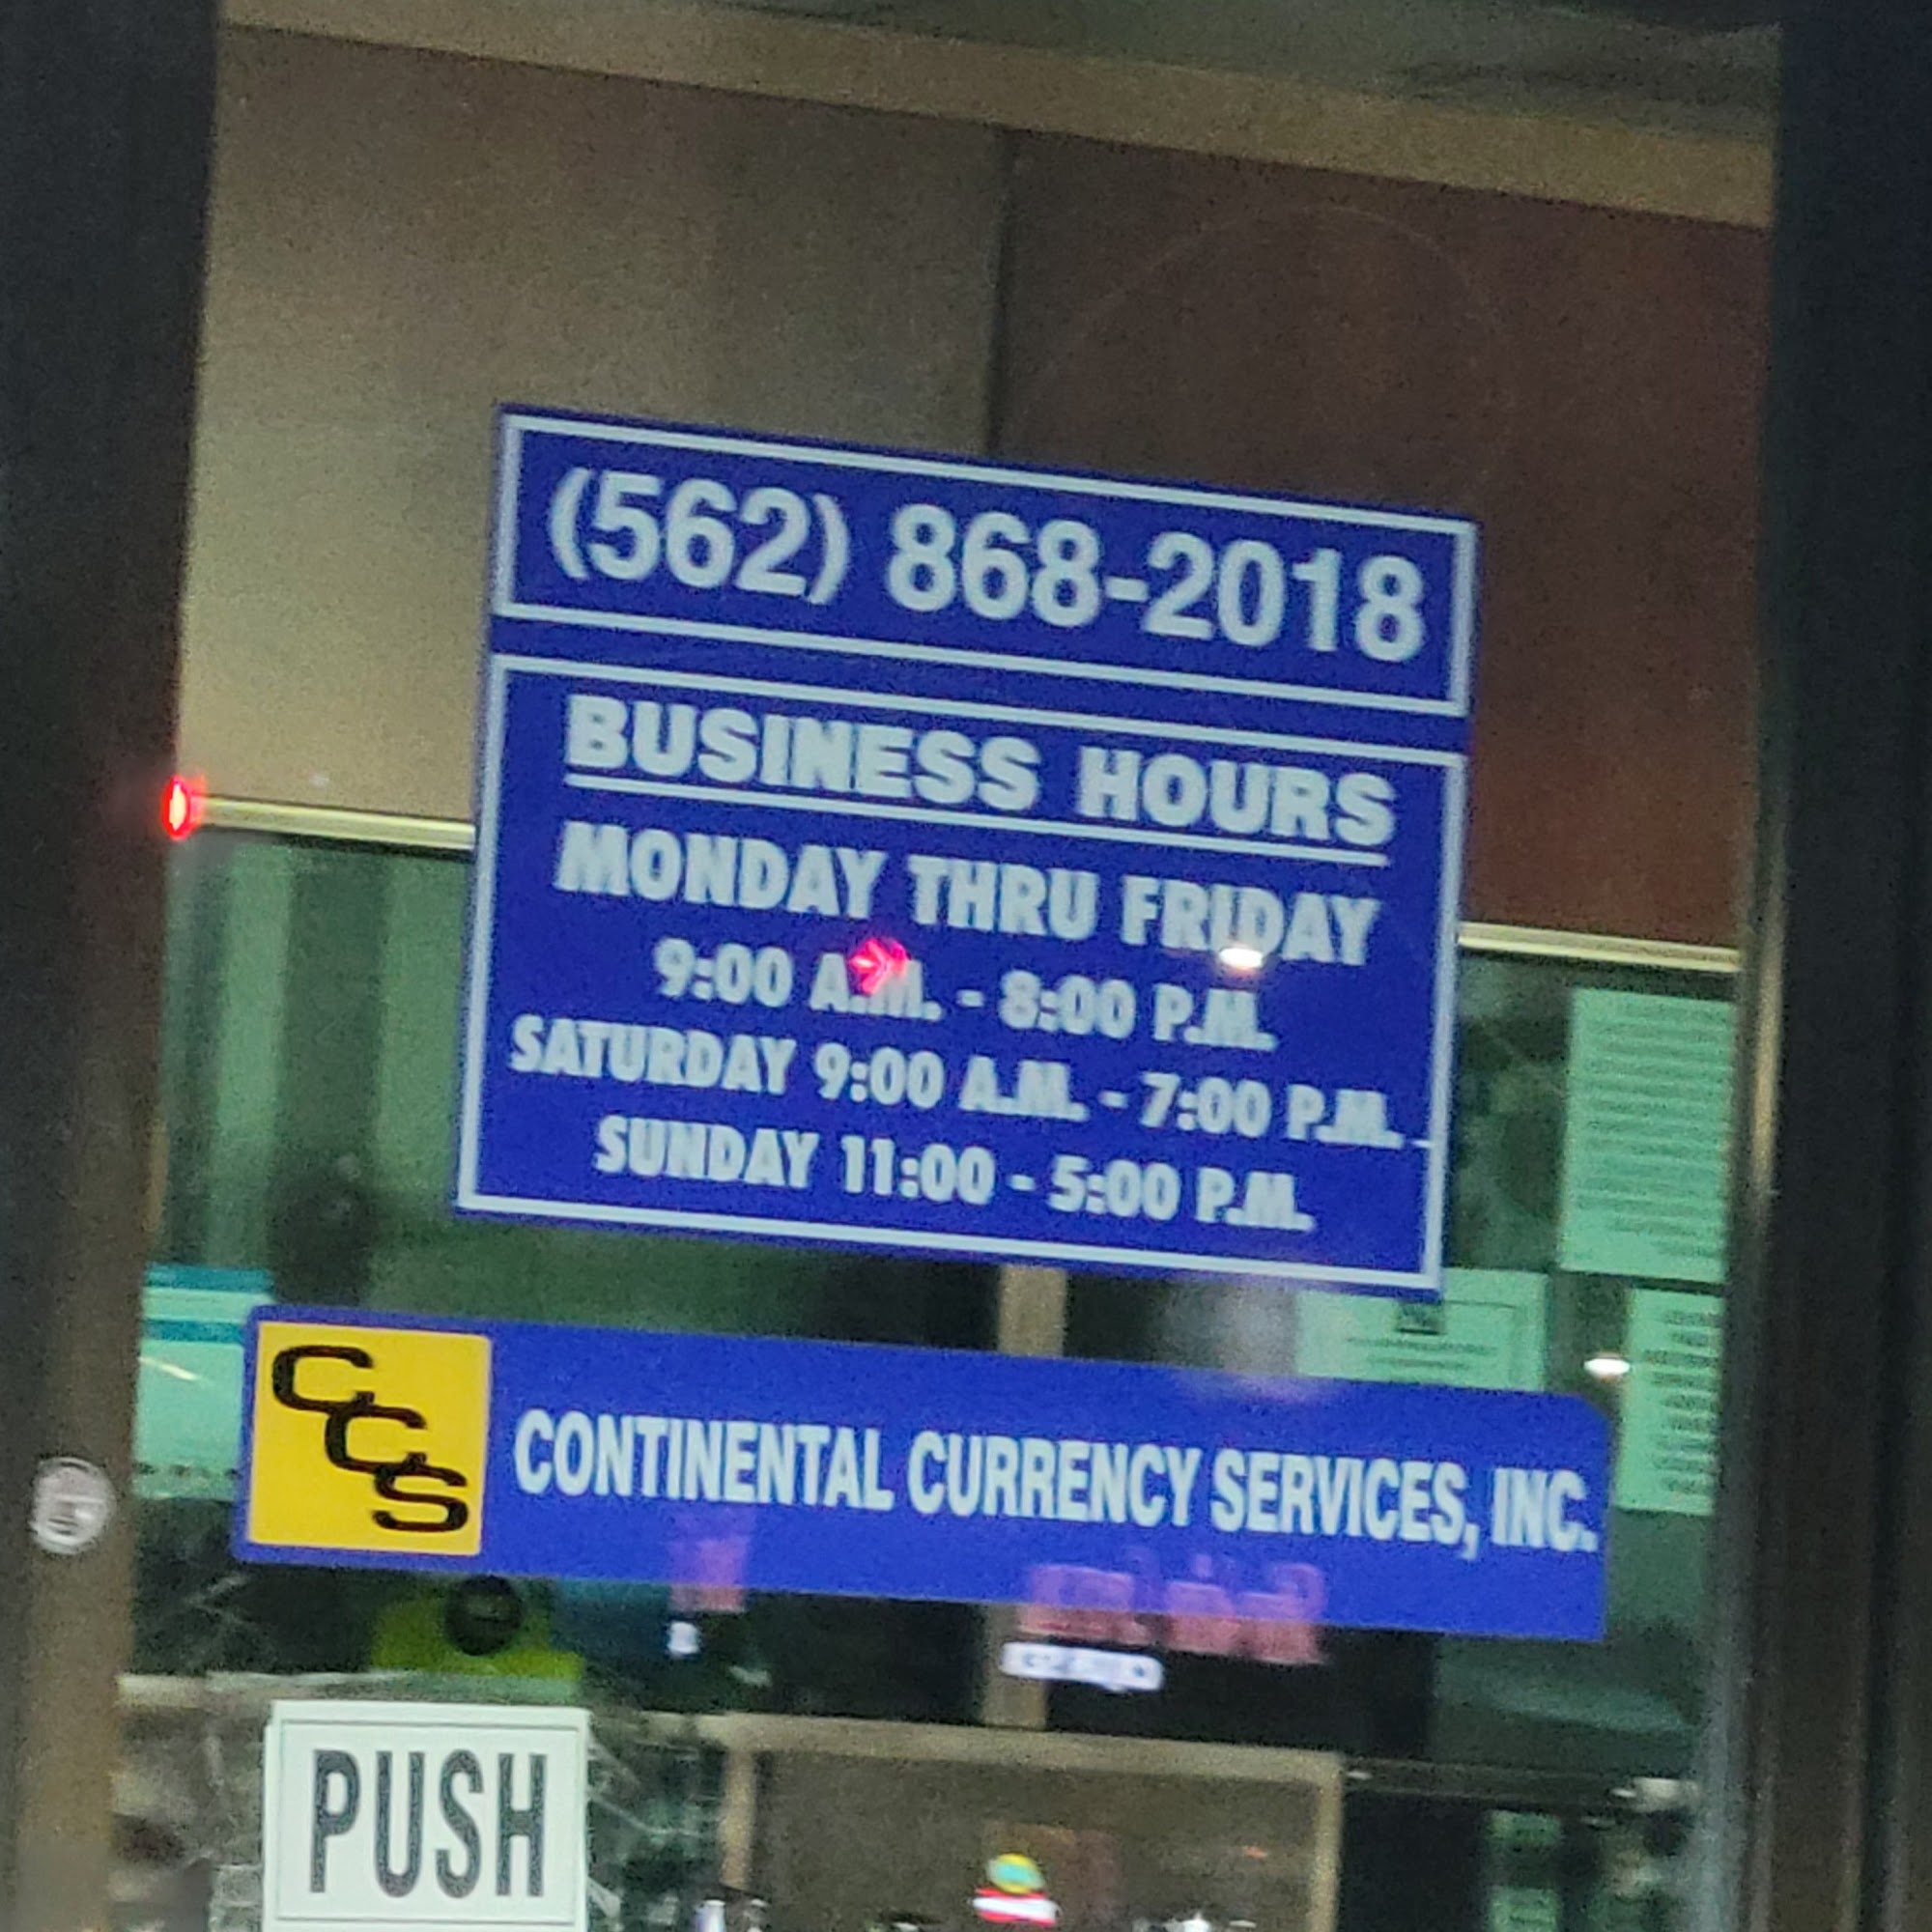 (562) 868-2018
BUSINESS HOURS
MONDAY THRU FRIDAY
9:00 A.M. - 8:00 P.M.
SATURDAY 9:00 A.M. - 7:00 P.M.
SUNDAY 11:00 - 5:00 P.M.
CCS
CONTINENTAL CURRENCY SERVICES, INC.
PUSH